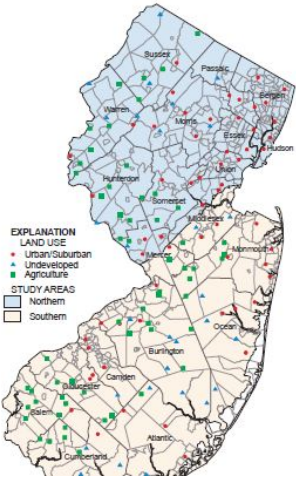 Sussex
Passaic
Bergen
Warren
Morris
Essex
Hudson
Union
Hunterdon
Somerset
Middlesex
Mercer
Monmouth
EXPLANATION
LAND USE
Urban/Suburban
Undeveloped
Agriculture
STUDY AREAS
Northern
Southern
Ocean
Burlington
Camden
Gloucester
Salem
Atlantic
Cumberland